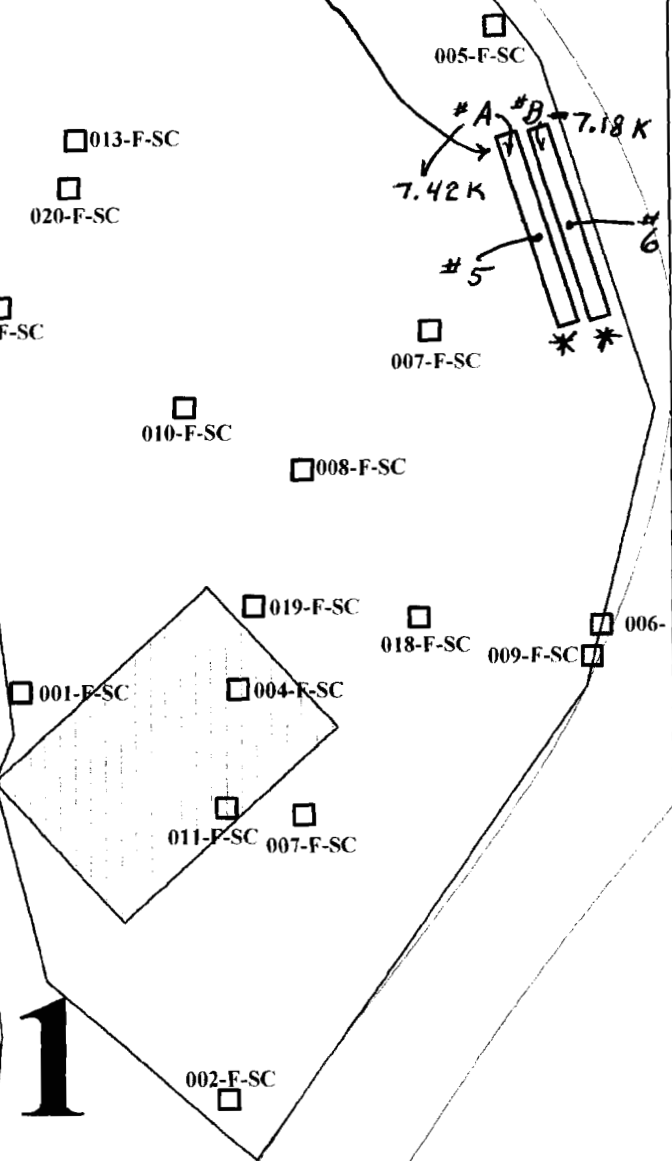 005-F-SC
#A #B 7.18 K
013-F-SC
7.42 K
020-F-SC
#6
#5
F-SC
007-F-SC
* *
010-F-SC
008-F-SC
019-F-SC
018-F-SC
006-
009-F-SC
001-F-SC
004-F-SC
011-F-SC
007-F-SC
1
002-F-SC